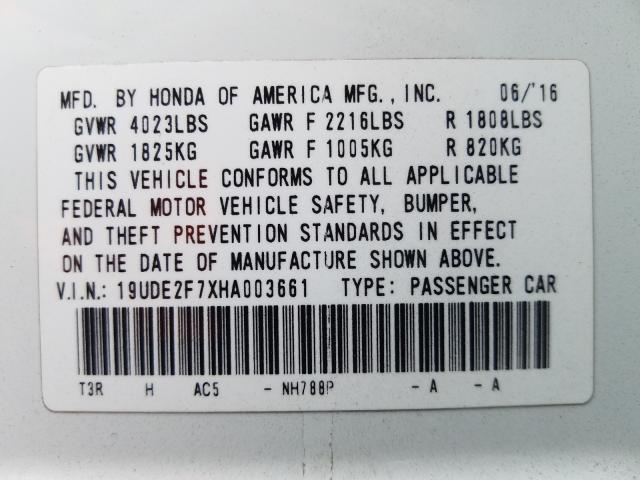 MFD. BY HONDA OF AMERICA MFG., INC. 06/'16
GVWR 4023LBS GAWR F 2216LBS R 1808LBS
GVWR 1825KG GAWR F 1005KG R 820KG
THIS VEHICLE CONFORMS TO ALL APPLICABLE
FEDERAL MOTOR VEHICLE SAFETY, BUMPER,
AND THEFT PREVENTION STANDARDS IN EFFECT
ON THE DATE OF MANUFACTURE SHOWN ABOVE.
V.I.N.: 19UDE2F7XHA003661 TYPE: PASSENGER CAR
T3R H AC5 - NH788P - A - A